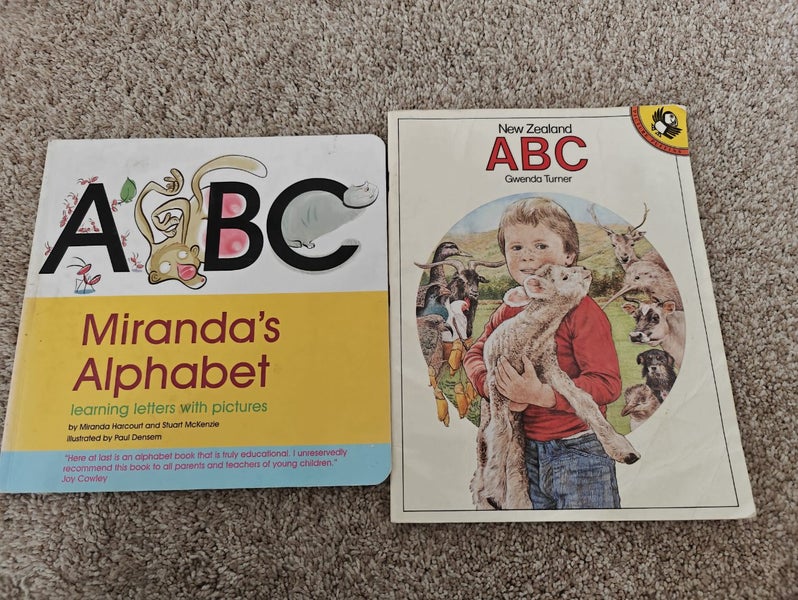 ABC
Miranda's
Alphabet
learning letters with pictures
by Miranda Harcourt and Stuart McKenzie
illustrated by Paul Densem
"Here at last is an alphabet book that is truly educational. I unreservedly
recommend this book to all parents and teachers of young children."
Joy Cowley
New Zealand
ABC
Gwenda Turner